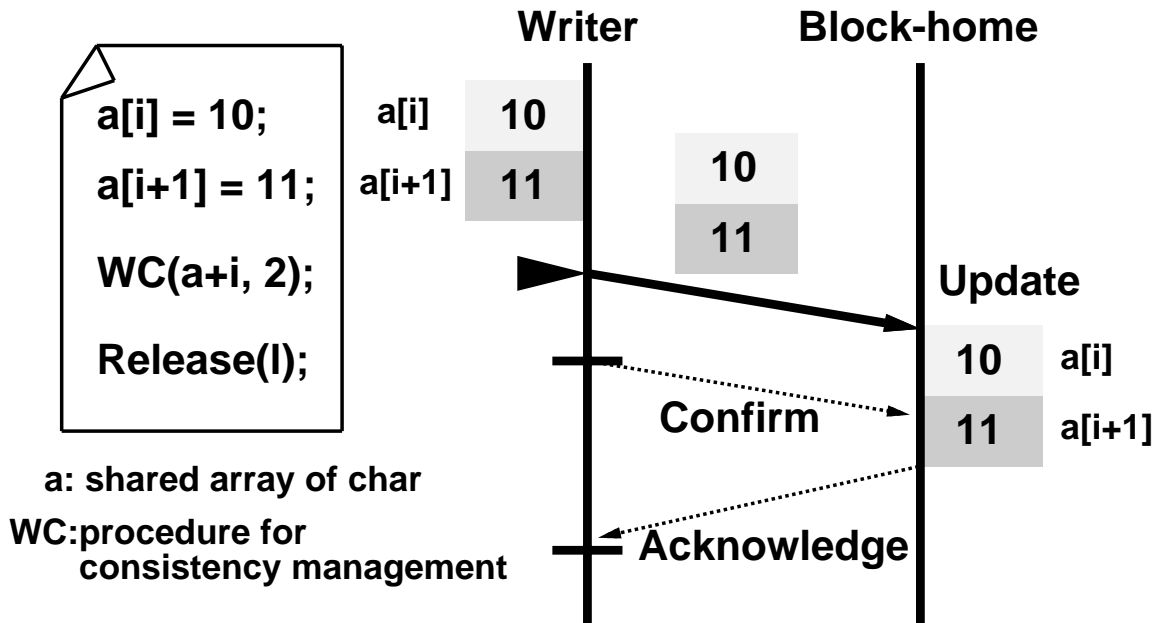 Writer
Block-home
a[i] = 10;
a[i+1] = 11;
WC(a+i, 2);
Release(l);
a[i]
10
a[i+1]
11
10
11
Update
10
a[i]
11
a[i+1]
Confirm
Acknowledge
a: shared array of char
WC:procedure for
consistency management